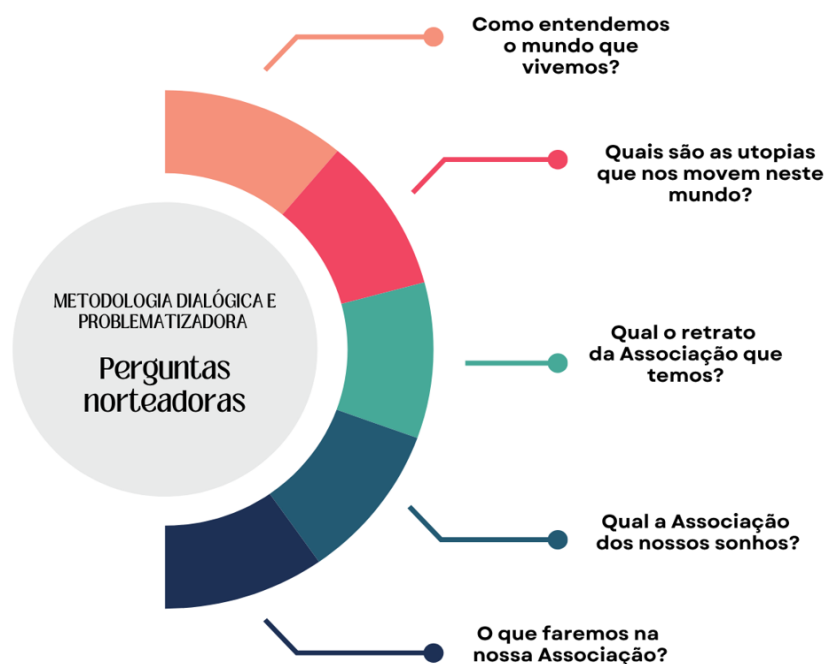 Como entendemos
o mundo que
vivemos?
Quais são as utopias
que nos movem neste
mundo?
METODOLOGIA DIALÓGICA E
PROBLEMATIZADORA
Perguntas
norteadoras
Qual o retrato
da Associação que
temos?
Qual a Associação
dos nossos sonhos?
O que faremos na
nossa Associação?